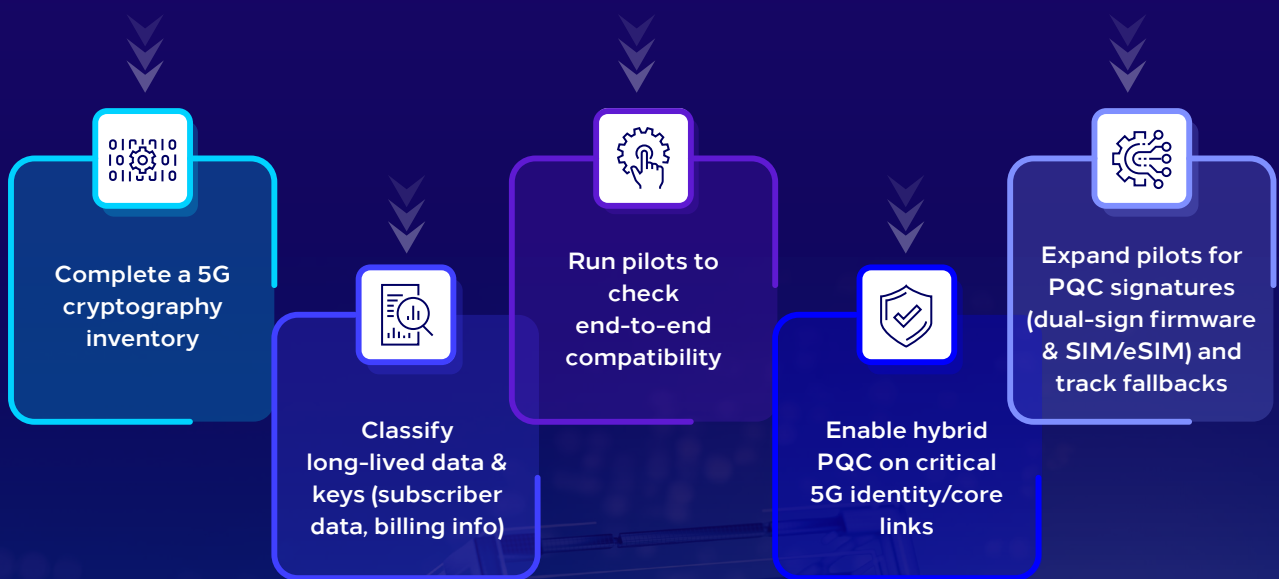 Complete a 5G
cryptography
inventory
Classify
long-lived data &
keys (subscriber
data, billing info)
Run pilots to
check
end-to-end
compatibility
Enable hybrid
PQC on critical
5G identity/core
links
Expand pilots for
PQC signatures
(dual-sign firmware
& SIM/eSIM) and
track fallbacks